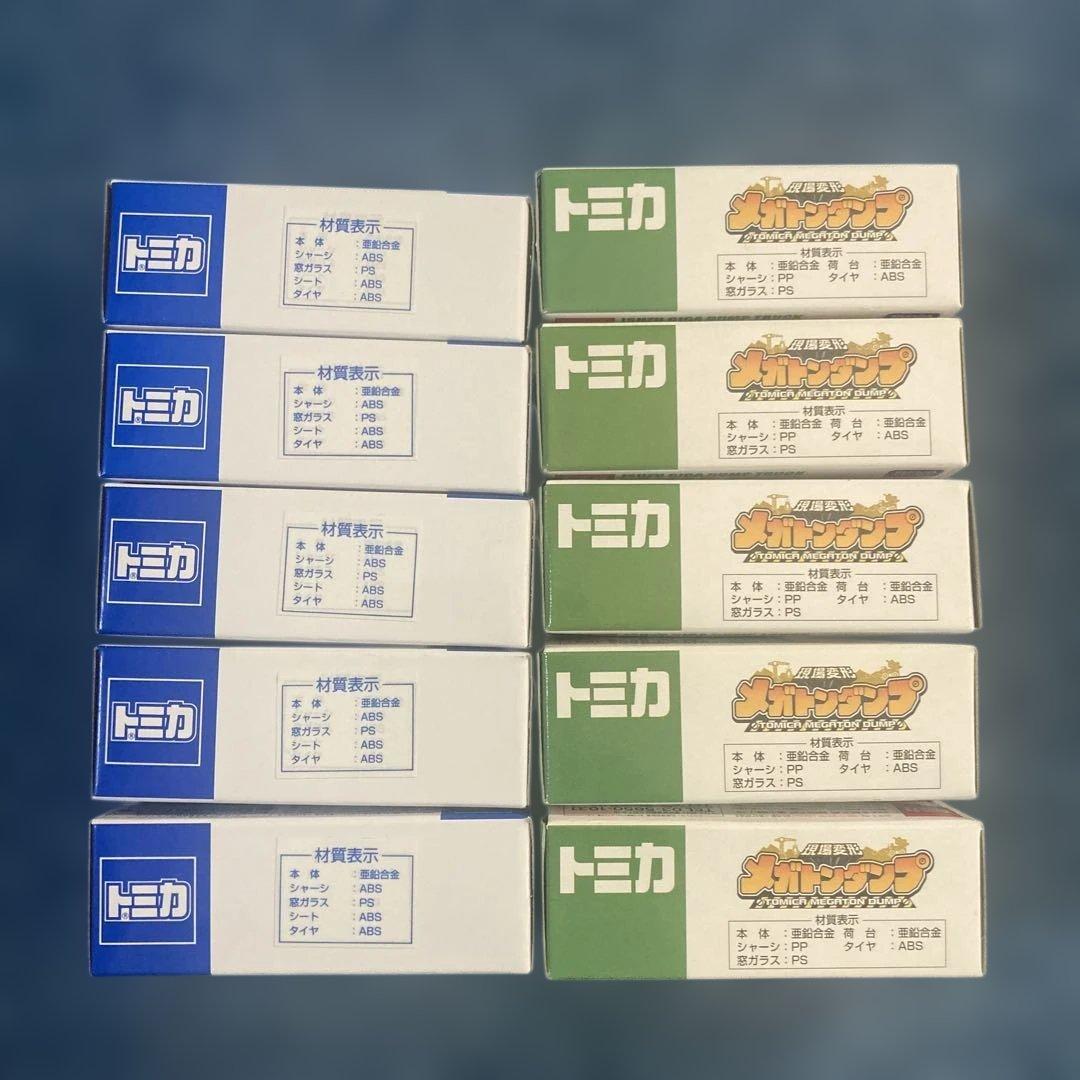 トミカ
材質表示
本体 : 亜鉛合金
シャーシ : ABS
窓ガラス : PS
シート : ABS
タイヤ : ABS
トミカ
材質表示
本体 : 亜鉛合金
シャーシ : ABS
窓ガラス : PS
シート : ABS
タイヤ : ABS
トミカ
材質表示
本体 : 亜鉛合金
シャーシ : ABS
窓ガラス : PS
シート : ABS
タイヤ : ABS
トミカ
材質表示
本体 : 亜鉛合金
シャーシ : ABS
窓ガラス : PS
シート : ABS
タイヤ : ABS
トミカ
材質表示
本体 : 亜鉛合金
シャーシ : ABS
窓ガラス : PS
シート : ABS
タイヤ : ABS
トミカ
現場変形
メガトンダンプ
TOMICA MEGATON DUMP
材質表示
本体 : 亜鉛合金 荷台 : 亜鉛合金
シャーシ : PP タイヤ : ABS
窓ガラス : PS
トミカ
現場変形
メガトンダンプ
TOMICA MEGATON DUMP
材質表示
本体 : 亜鉛合金 荷台 : 亜鉛合金
シャーシ : PP タイヤ : ABS
窓ガラス : PS
トミカ
現場変形
メガトンダンプ
TOMICA MEGATON DUMP
材質表示
本体 : 亜鉛合金 荷台 : 亜鉛合金
シャーシ : PP タイヤ : ABS
窓ガラス : PS
トミカ
現場変形
メガトンダンプ
TOMICA MEGATON DUMP
材質表示
本体 : 亜鉛合金 荷台 : 亜鉛合金
シャーシ : PP タイヤ : ABS
窓ガラス : PS
トミカ
現場変形
メガトンダンプ
TOMICA MEGATON DUMP
材質表示
本体 : 亜鉛合金 荷台 : 亜鉛合金
シャーシ : PP タイヤ : ABS
窓ガラス : PS